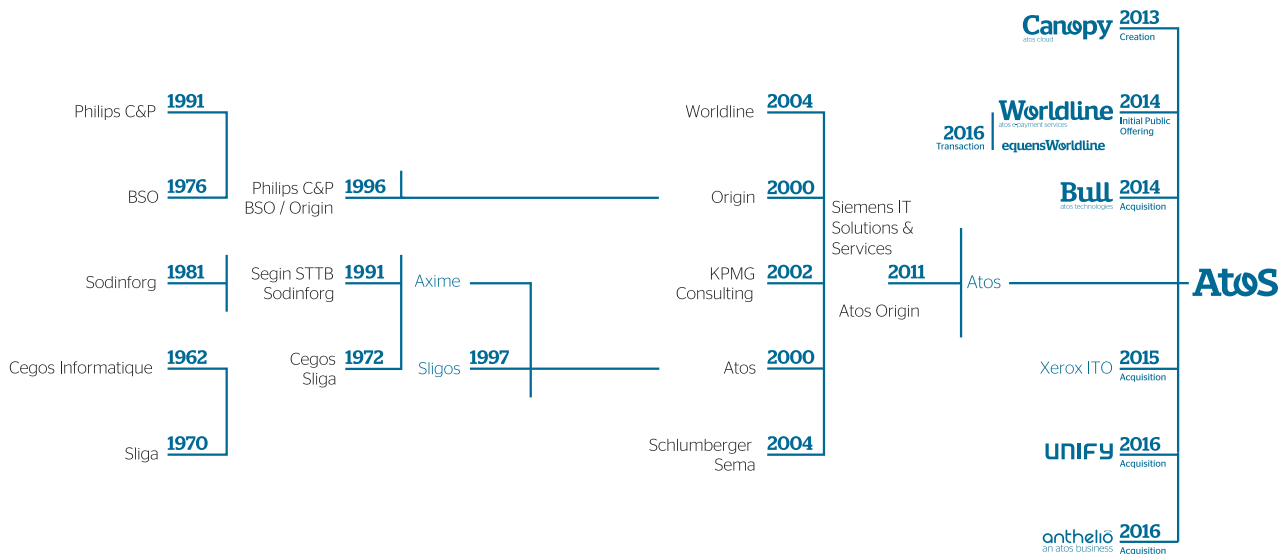 Canopy 2013
atos cloud Creation
Philips C&P 1991
Worldline 2004
Worldline 2014
atos e-payment services Initial Public
Offering
2016
Transaction
equensWorldline
BSO 1976
Philips C&P 1996
BSO / Origin
Origin 2000
Siemens IT
Solutions &
Services
Bull 2014
atos technologies Acquisition
Sodinforg 1981
Segin STTB 1991
Sodinforg
Axime
KPMG 2002
Consulting
2011
Atos Origin
Atos
Atos
Cegos Informatique 1962
Cegos 1972
Sliga
Sligos 1997
Atos 2000
Xerox ITO 2015
Acquisition
Sliga 1970
Schlumberger 2004
Sema
UNIFY 2016
Acquisition
anthelio 2016
an atos business Acquisition